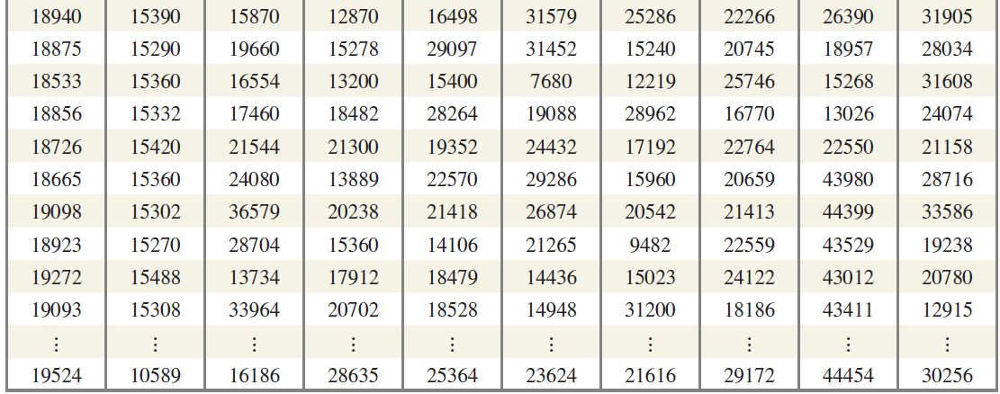 18940 15390 15870 12870 16498 31579 25286 22266 26390 31905
18875 15290 19660 15278 29097 31452 15240 20745 18957 28034
18533 15360 16554 13200 15400 7680 12219 25746 15268 31608
18856 15332 17460 18482 28264 19088 28962 16770 13026 24074
18726 15420 21544 21300 19352 24432 17192 22764 22550 21158
18665 15360 24080 13889 22570 29286 15960 20659 43980 28716
19098 15302 36579 20238 21418 26874 20542 21413 44399 33586
18923 15270 28704 15360 14106 21265 9482 22559 43529 19238
19272 15488 13734 17912 18479 14436 15023 24122 43012 20780
19093 15308 33964 20702 18528 14948 31200 18186 43411 12915
⋮ ⋮ ⋮ ⋮ ⋮ ⋮ ⋮ ⋮ ⋮ ⋮
19524 10589 16186 28635 25364 23624 21616 29172 44454 30256